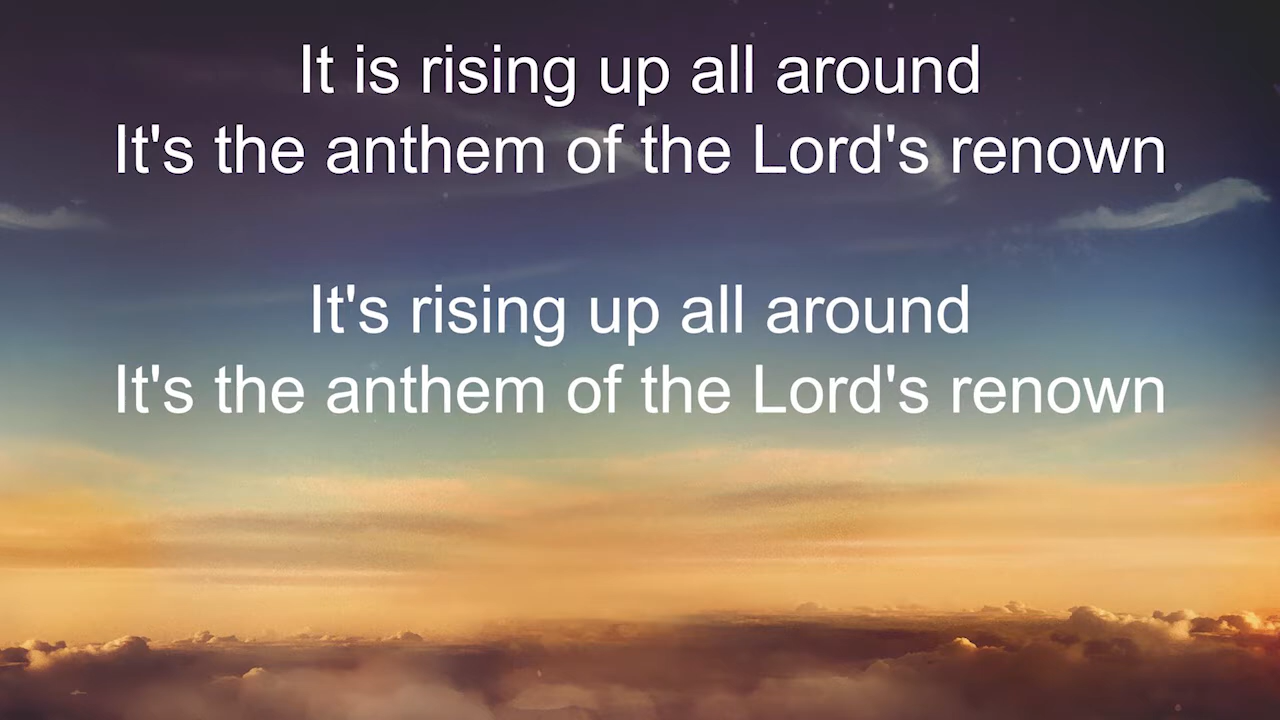 It is rising up all around
It's the anthem of the Lord's renown
It's rising up all around
It's the anthem of the Lord's renown